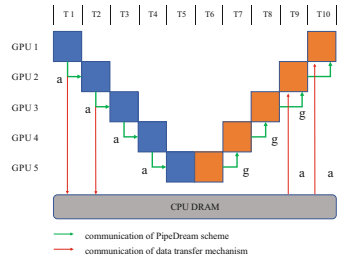 T 1 T2 T3 T4 T5 T6 T7 T8 T9 T10
GPU 1
GPU 2
a
g
GPU 3
a
g
GPU 4
a
g
GPU 5
a
g
a
a
CPU DRAM
communication of PipeDream scheme
communication of data transfer mechanism